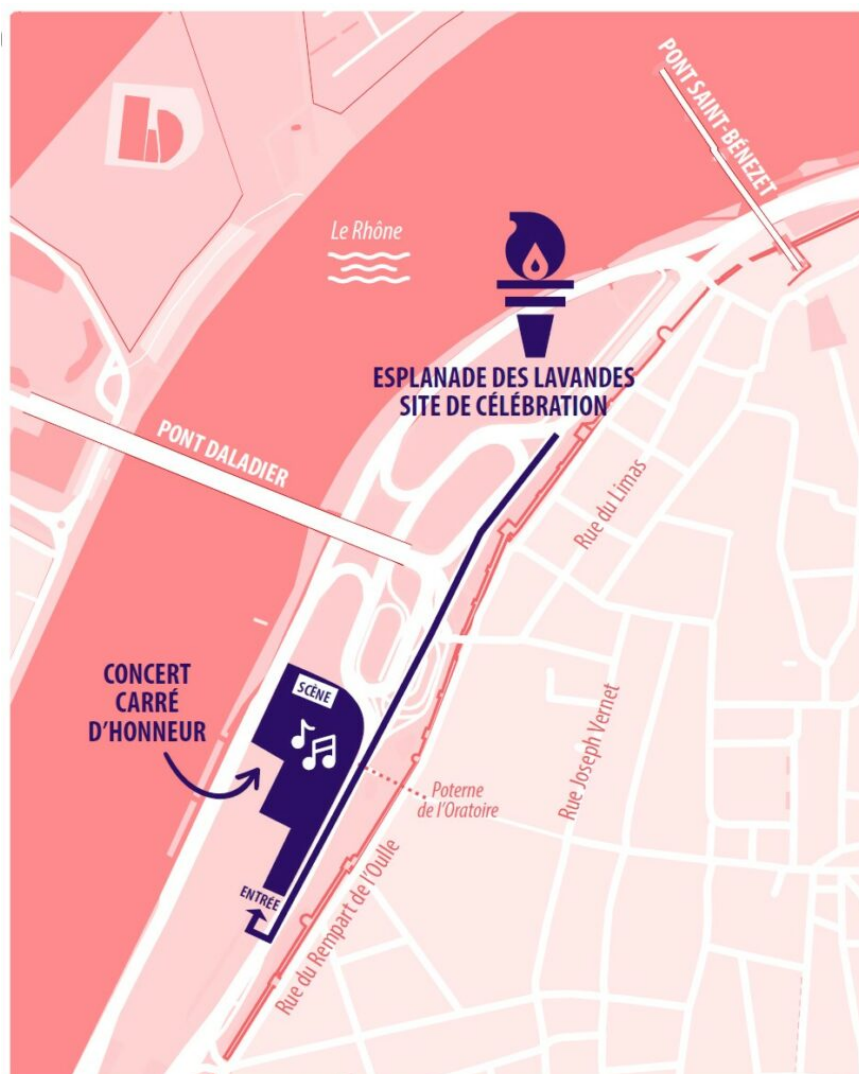 PONT SAINT-BÉNEZET
Le Rhône
ESPLANADE DES LAVANDES
SITE DE CÉLÉBRATION
PONT DALADIER
Rue du Limas
CONCERT
CARRÉ
D'HONNEUR
SCÈNE
Rue Joseph Vernet
Poterne
de l'Oratoire
ENTRÉE
Rue du Rempart de l'Oulle